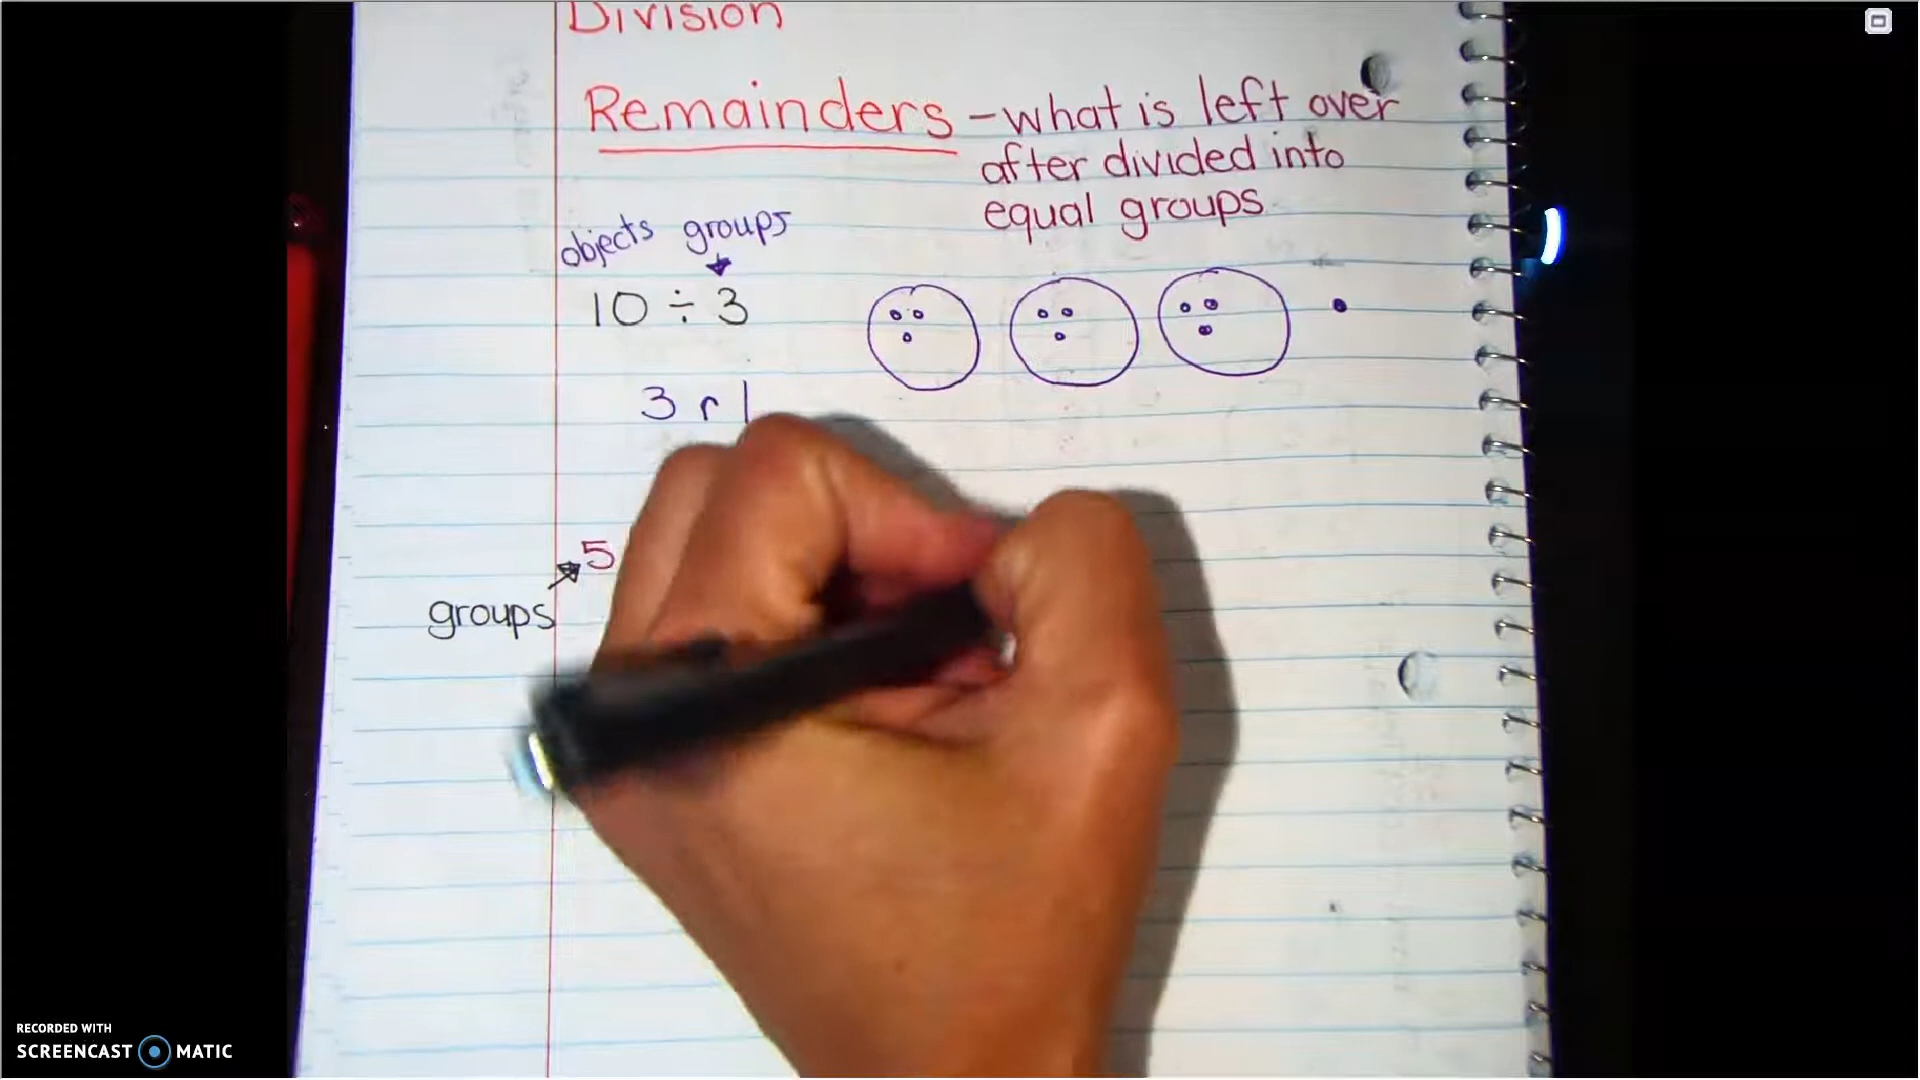 Division
Remainders - what is left over
after divided into
equal groups
objects groups
10 ÷ 3
3 r 1
5
groups
RECORDED WITH
SCREENCAST MATIC